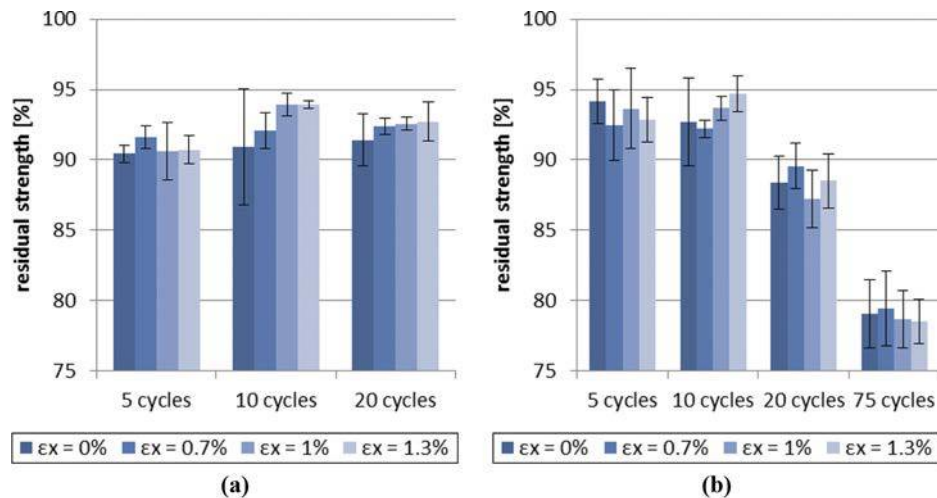 100
95
90
85
80
75
residual strength [%]
5 cycles 10 cycles 20 cycles
εx = 0% εx = 0.7% εx = 1% εx = 1.3%
(a)
100
95
90
85
80
75
residual strength [%]
5 cycles 10 cycles 20 cycles 75 cycles
εx = 0% εx = 0.7% εx = 1% εx = 1.3%
(b)